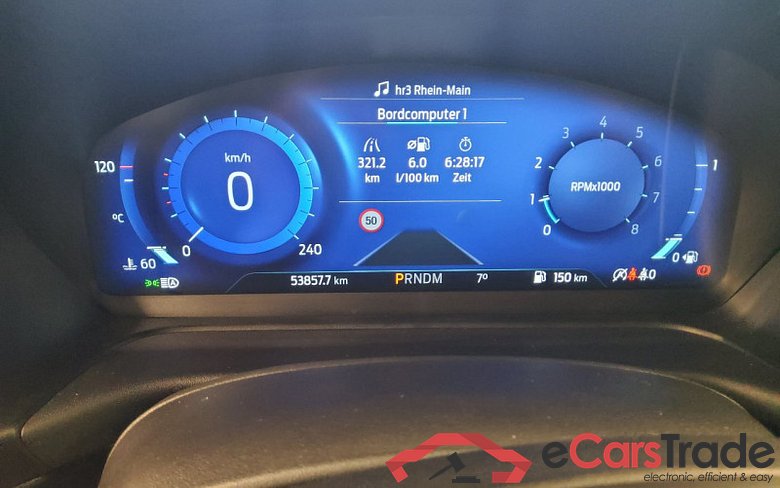 hr3 Rhein-Main
Bordcomputer 1
321.2 6.0 6:28:17
km l/100 km Zeit
50
120
°C
60
km/h
0
0 240
RPMx1000
0 1 2 3 4 5 6 7 8
1
0
53857.7 km PRNDM 7° 150 km A 0
eCarsTrade
electronic, efficient & easy